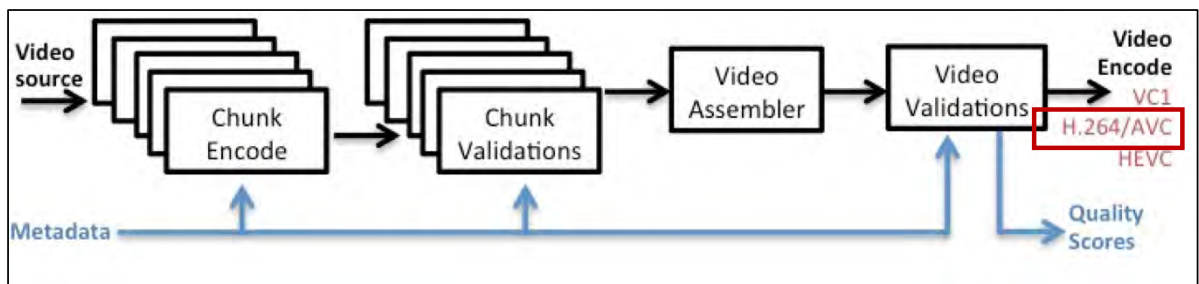 Video
source
Chunk
Encode
Chunk
Validations
Video
Assembler
Video
Validations
Video
Encode
VC1
H.264/AVC
HEVC
Metadata
Quality
Scores